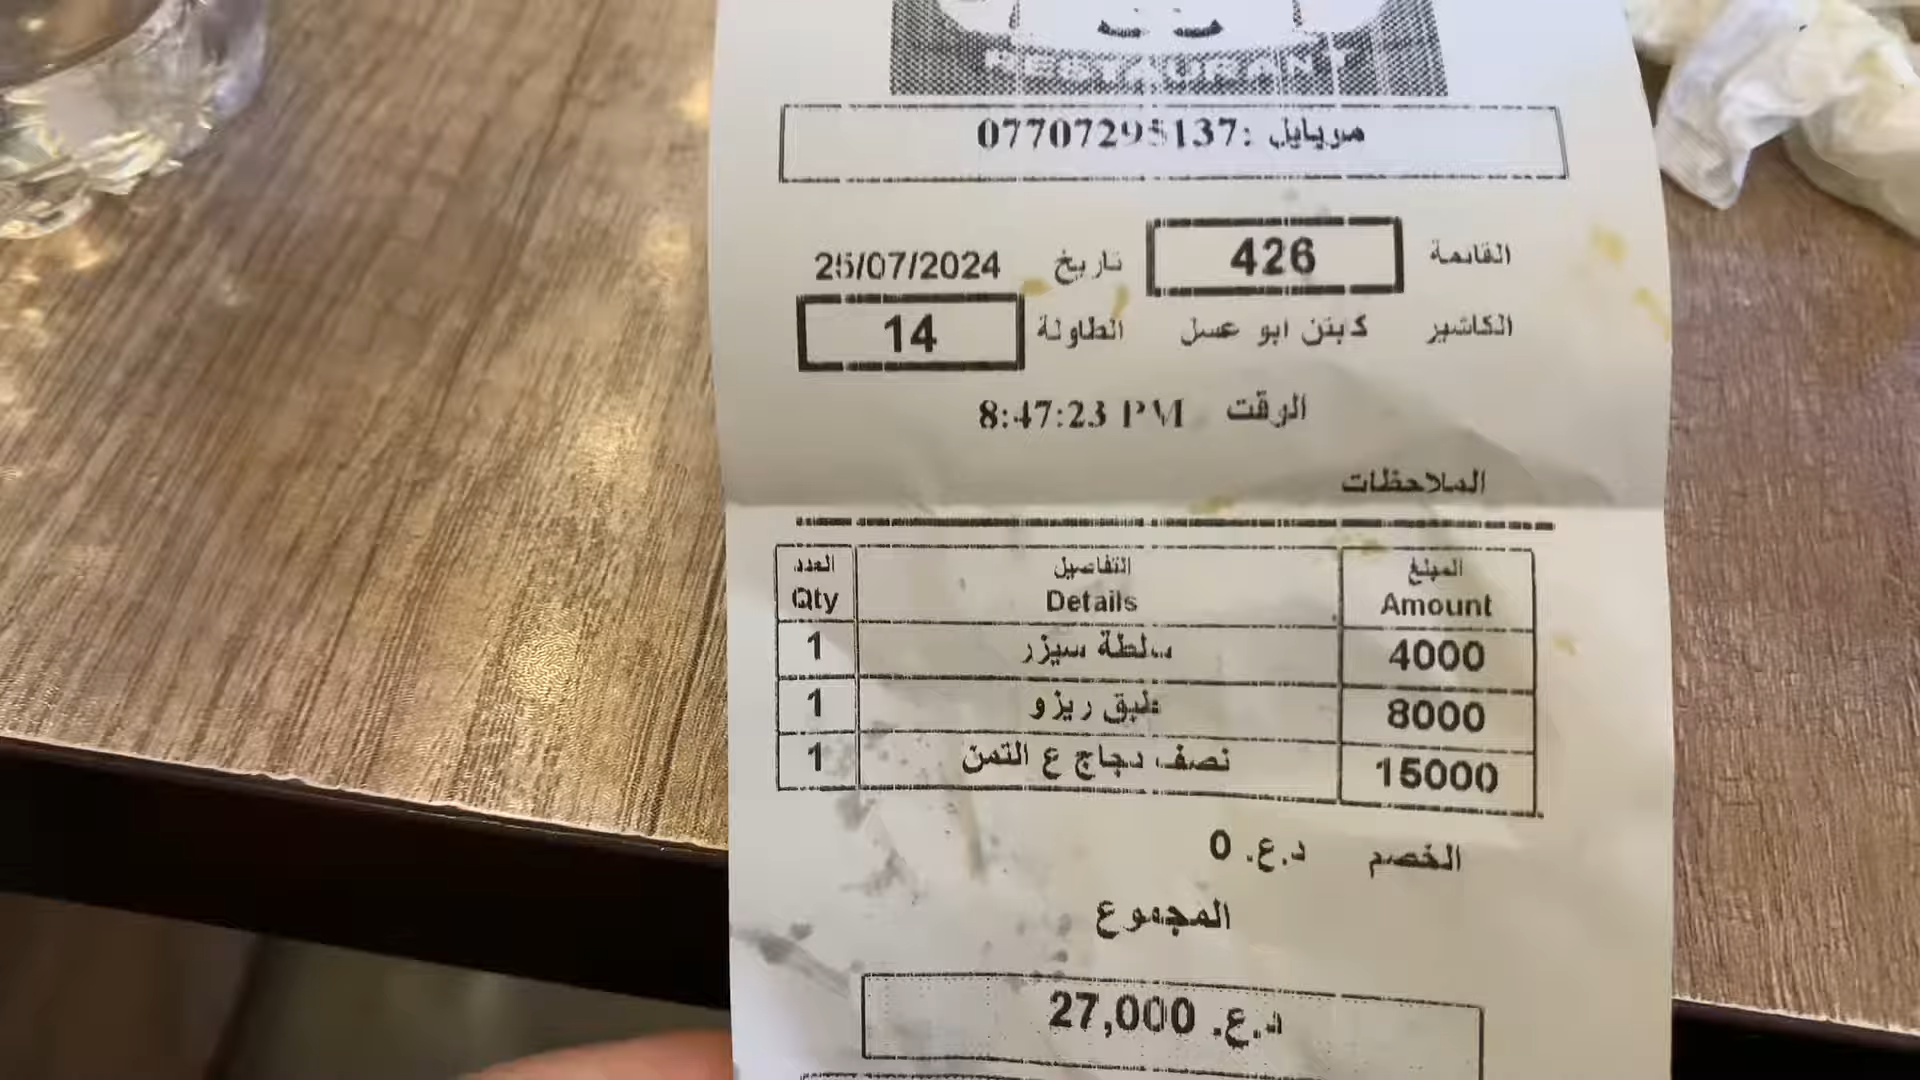 RESTAURANT
موبايل :07707295137
القائمة 426 تاريخ 25/07/2024
الكاشير كابتن ابو عسل الطاولة 14
الوقت 8:47:23 PM
الملاحظات
المبلغ التفاصيل العدد
Amount Details Qty
4000 سلطة سيزر 1
8000 طبق ريزو 1
15000 نصف دجاج ع التمن 1
الخصم د.ع. 0
المجموع
د.ع. 27,000